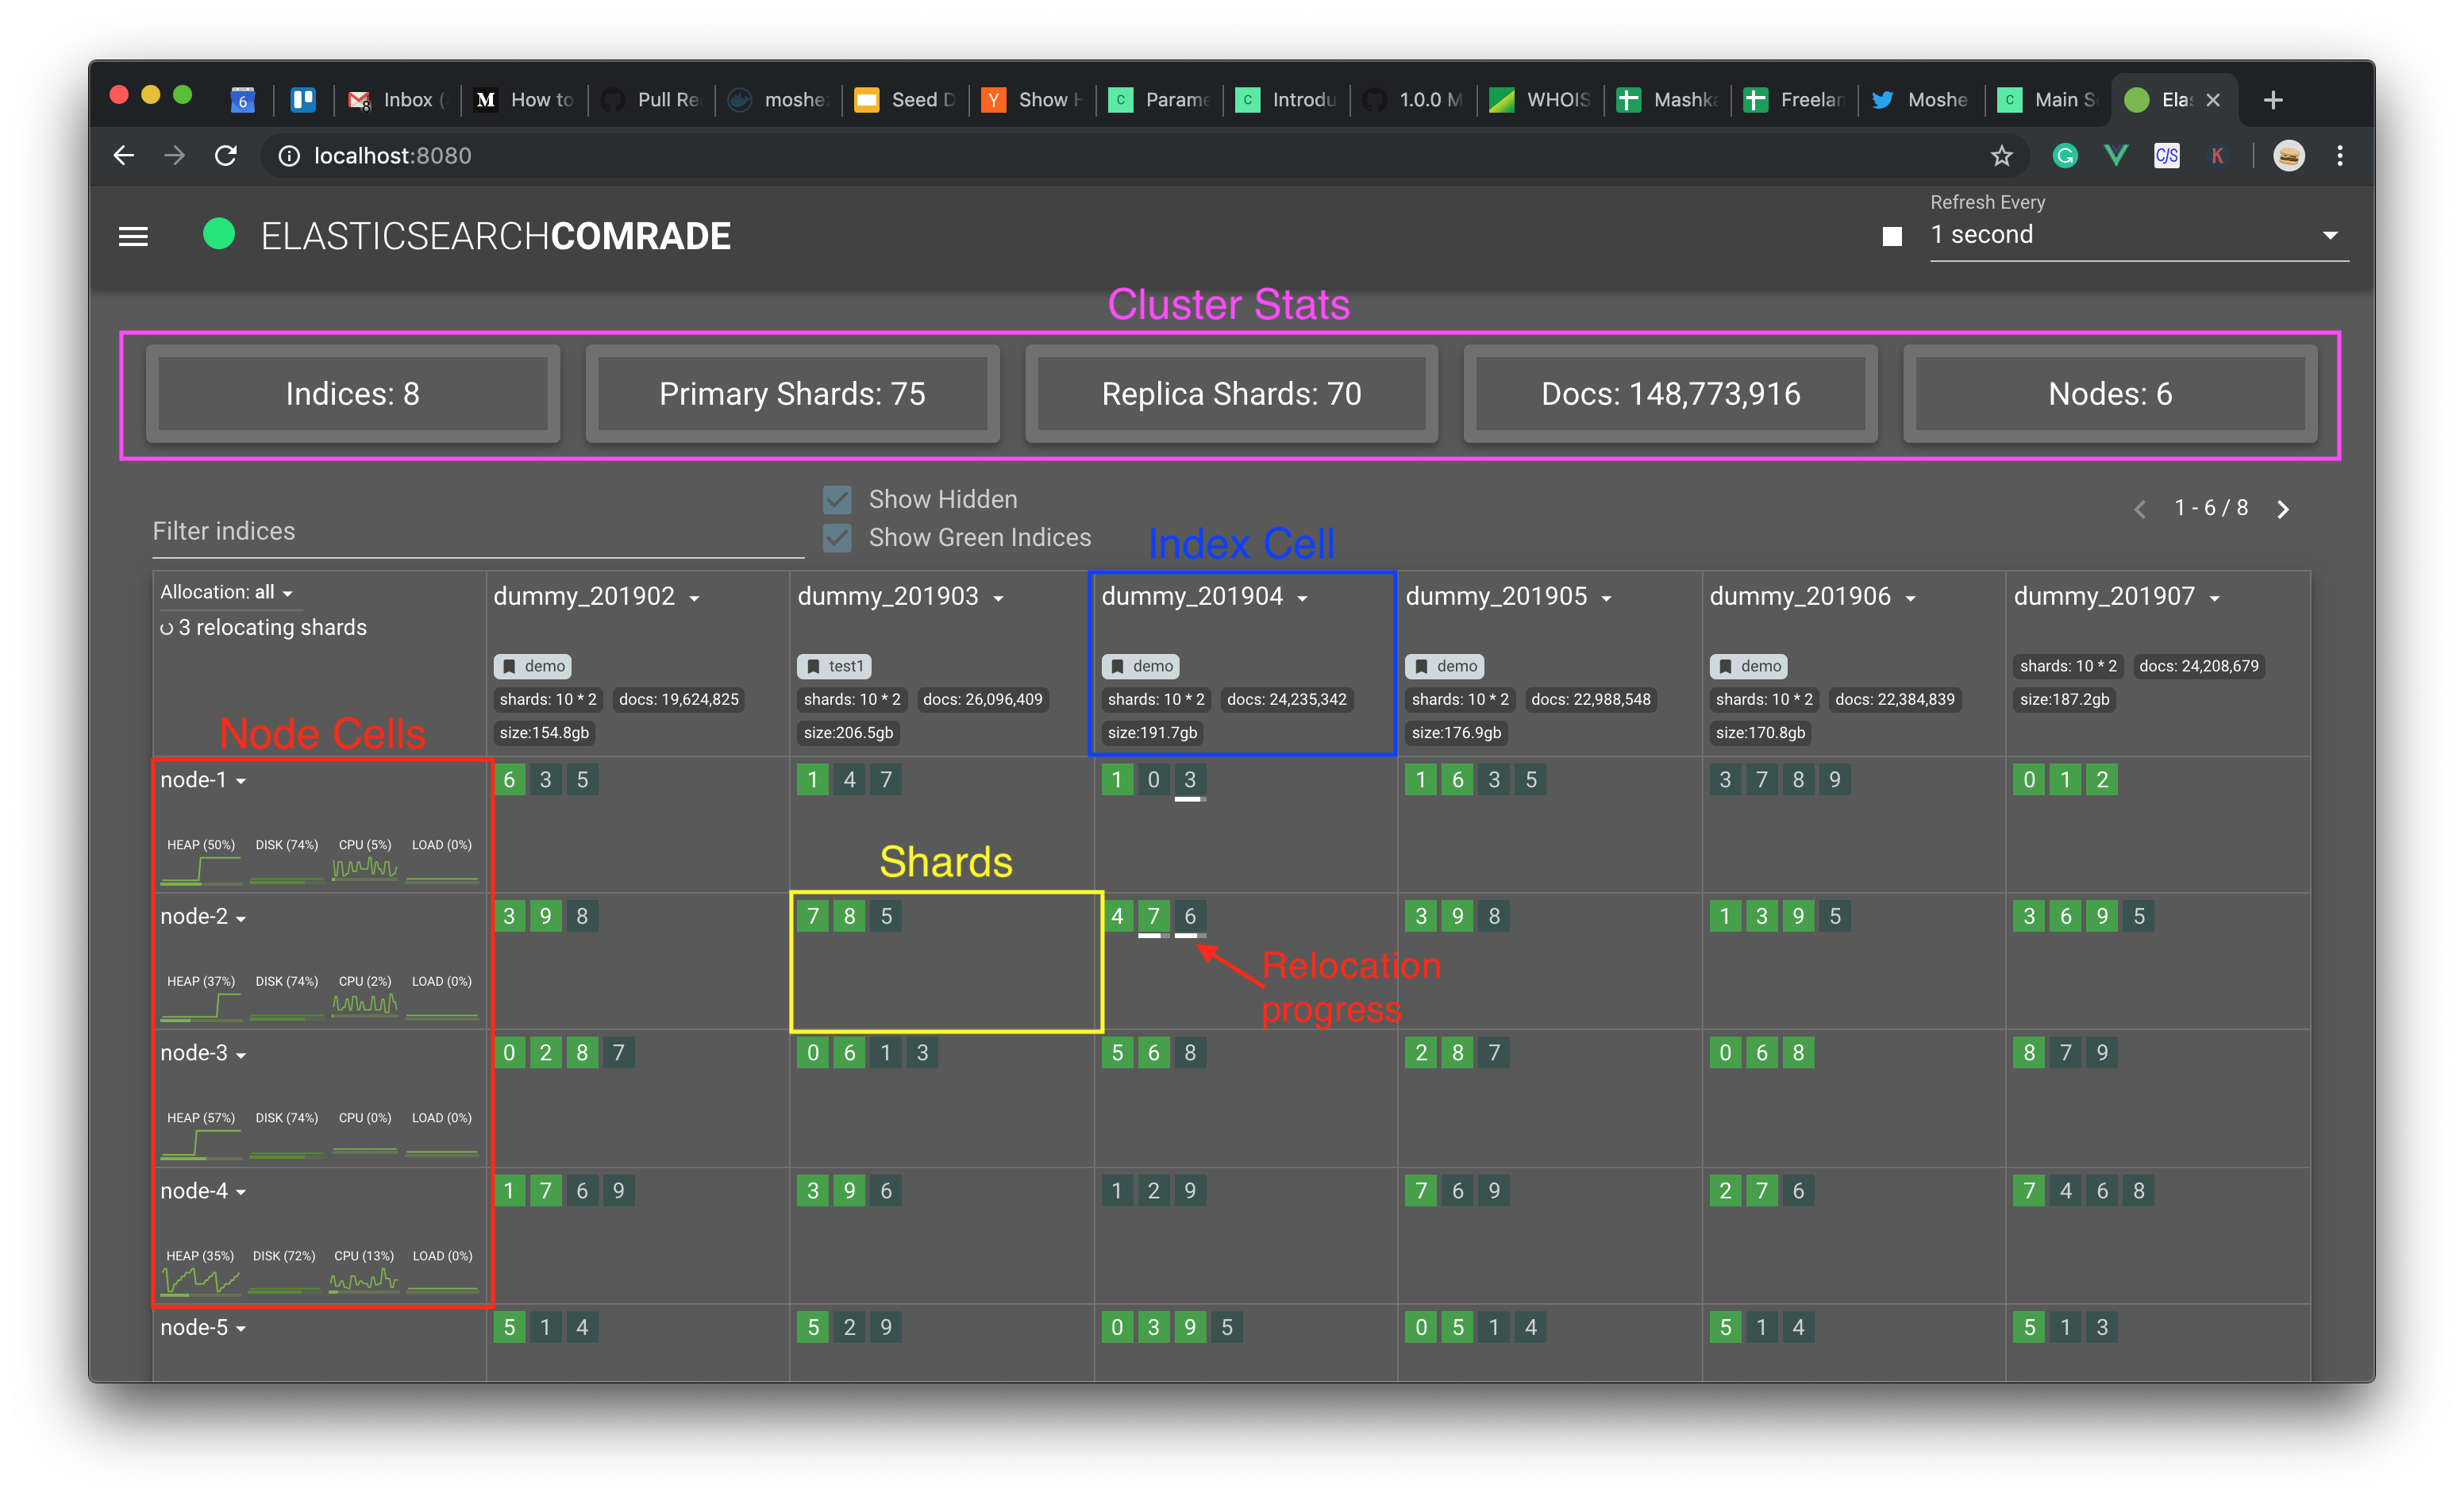 6
Inbox (
8
M How to
Pull Re
moshe
Seed D
Y Show H
C Parame
C Introdu
1.0.0 M
WHOIS
Mashka
Freelan
Moshe
C Main S
Elas
localhost:8080
C/S
K
ELASTICSEARCHCOMRADE
Refresh Every
1 second
Cluster Stats
Indices: 8
Primary Shards: 75
Replica Shards: 70
Docs: 148,773,916
Nodes: 6
Filter indices
Show Hidden
Show Green Indices
Index Cell
1 - 6 / 8
Allocation: all
3 relocating shards
Node Cells
dummy_201902
demo
shards: 10 * 2 docs: 19,624,825
size:154.8gb
dummy_201903
test1
shards: 10 * 2 docs: 26,096,409
size:206.5gb
dummy_201904
demo
shards: 10 * 2 docs: 24,235,342
size:191.7gb
dummy_201905
demo
shards: 10 * 2 docs: 22,988,548
size:176.9gb
dummy_201906
demo
shards: 10 * 2 docs: 22,384,839
size:170.8gb
dummy_201907
shards: 10 * 2 docs: 24,208,679
size:187.2gb
node-1
HEAP (50%) DISK (74%) CPU (5%) LOAD (0%)
6 3 5
1 4 7
1 0 3
1 6 3 5
3 7 8 9
0 1 2
Shards
node-2
HEAP (37%) DISK (74%) CPU (2%) LOAD (0%)
3 9 8
7 8 5
4 7 6
3 9 8
1 3 9 5
3 6 9 5
Relocation
progress
node-3
HEAP (57%) DISK (74%) CPU (0%) LOAD (0%)
0 2 8 7
0 6 1 3
5 6 8
2 8 7
0 6 8
8 7 9
node-4
HEAP (35%) DISK (72%) CPU (13%) LOAD (0%)
1 7 6 9
3 9 6
1 2 9
7 6 9
2 7 6
7 4 6 8
node-5
5 1 4
5 2 9
0 3 9 5
0 5 1 4
5 1 4
5 1 3